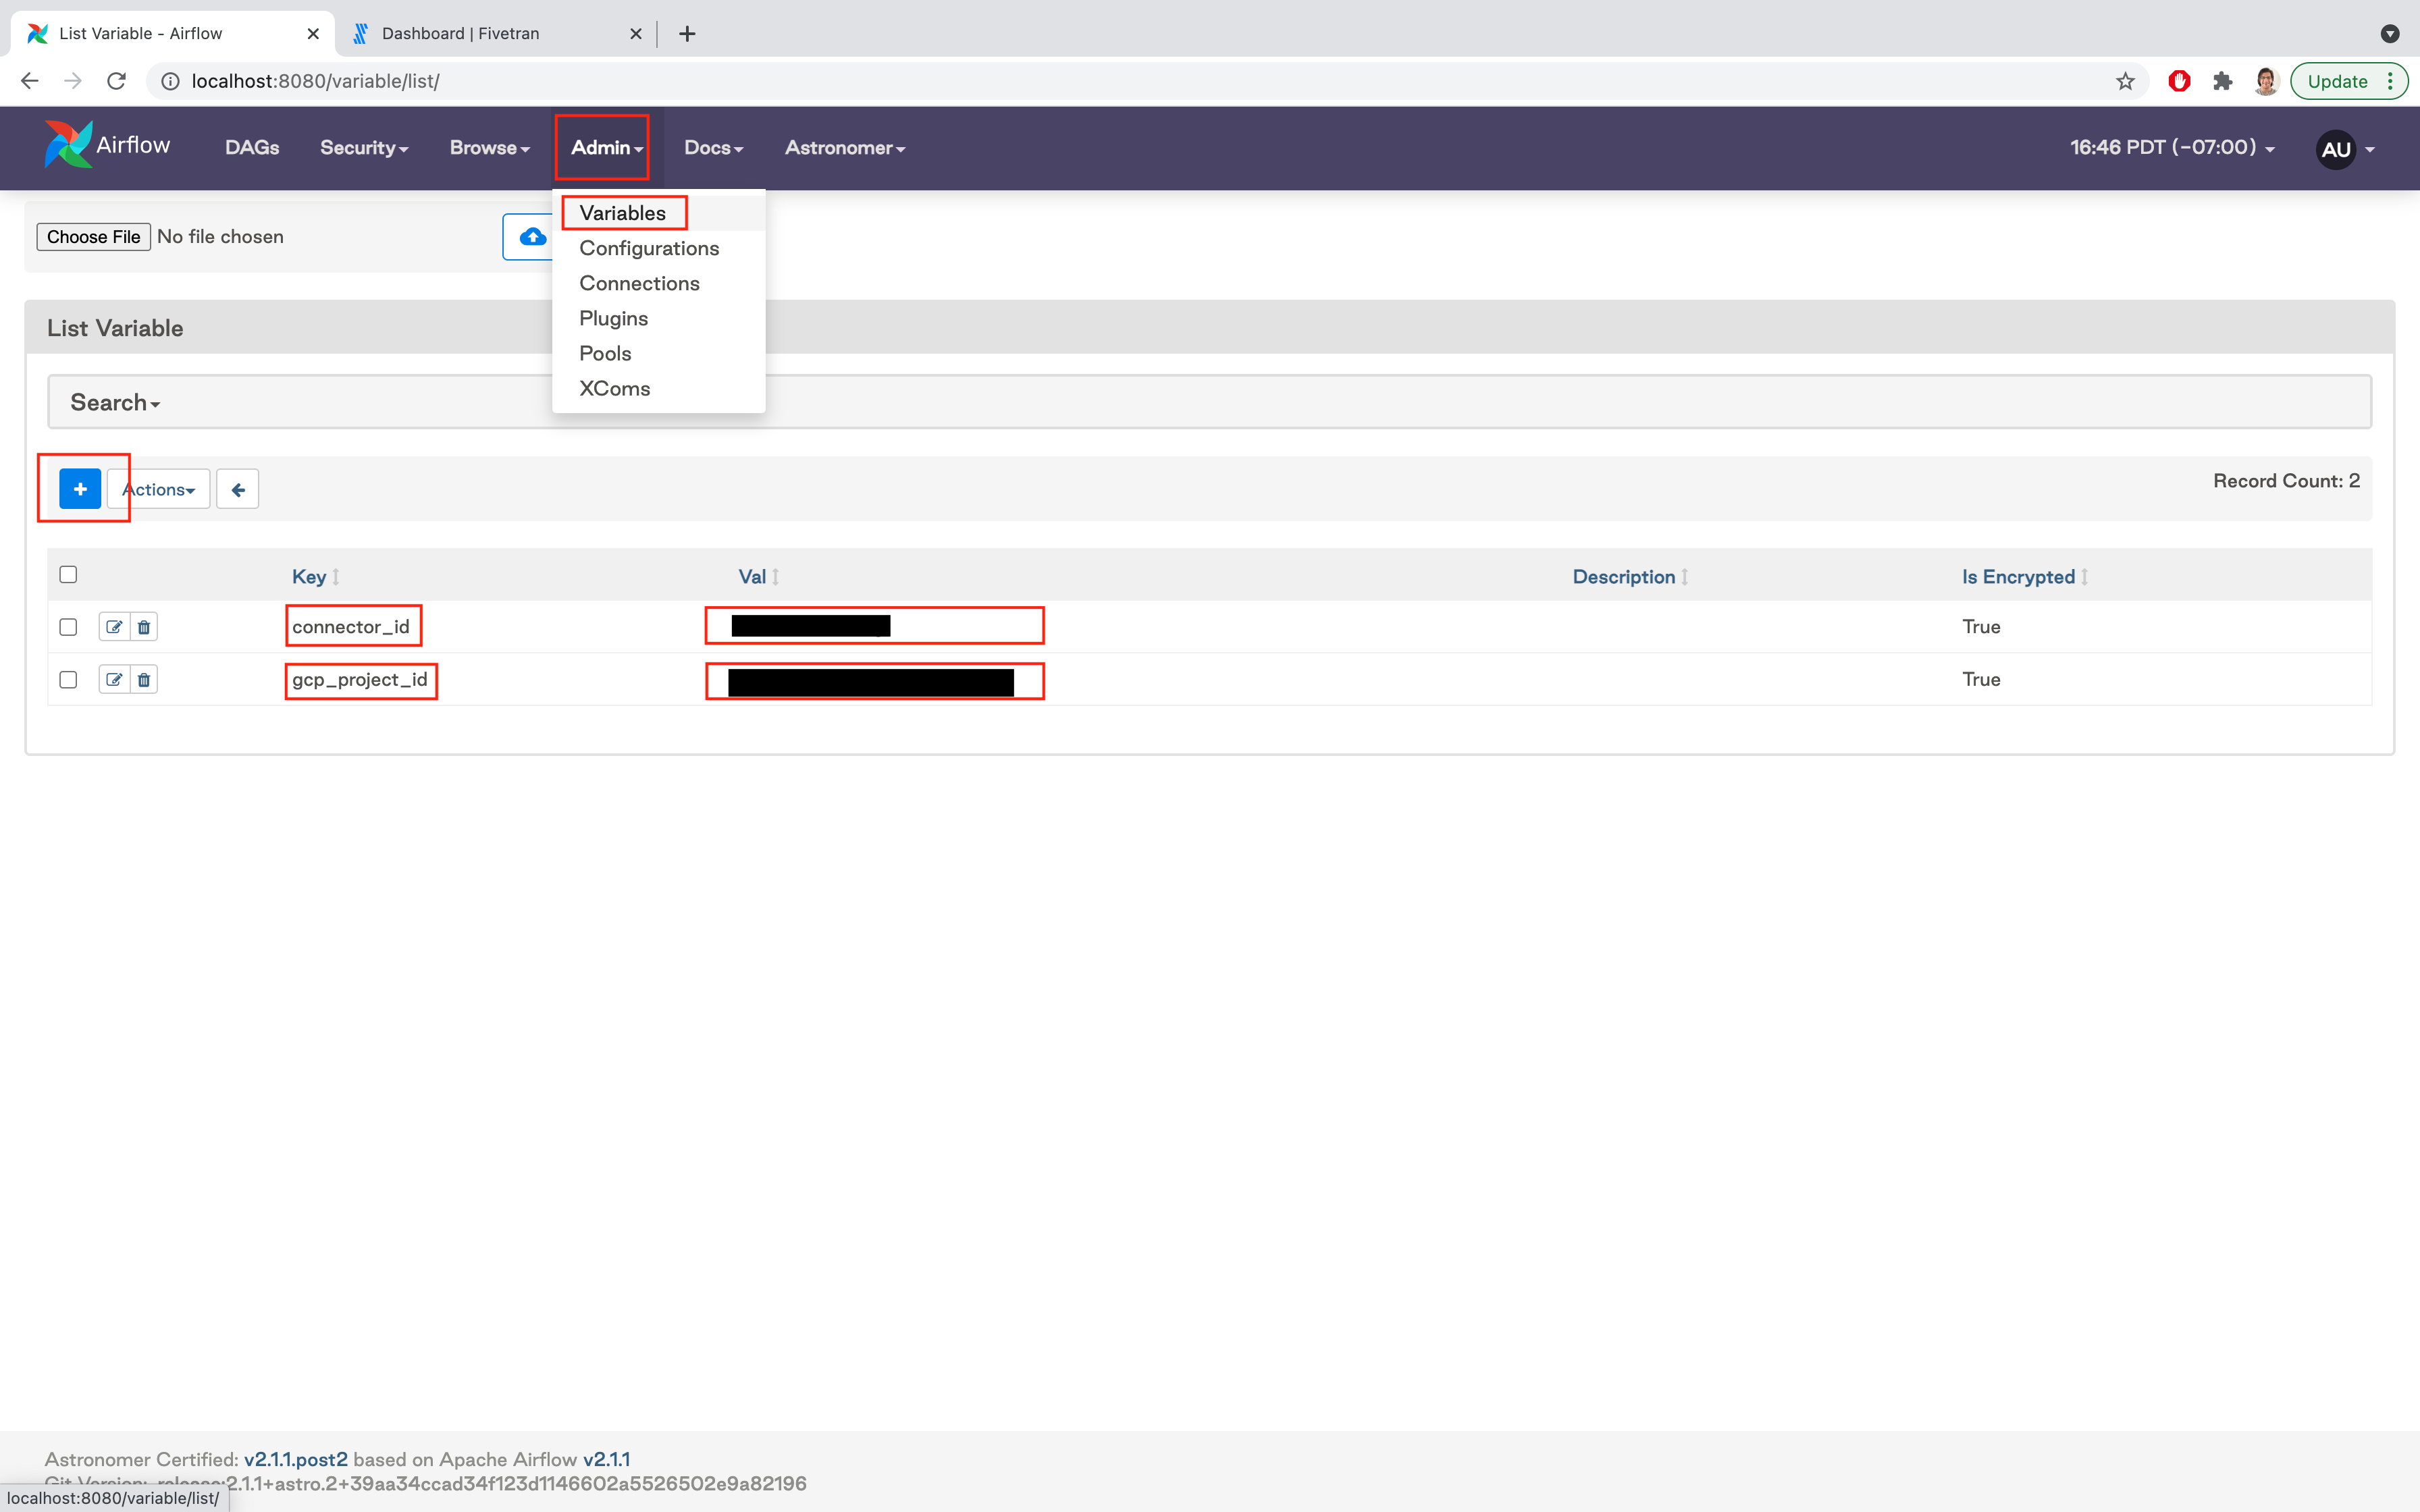 List Variable - Airflow
Dashboard | Fivetran
localhost:8080/variable/list/
Update
Airflow
DAGs
Security
Browse
Admin
Docs
Astronomer
16:46 PDT (-07:00)
AU
Choose File No file chosen
Variables
Configurations
Connections
Plugins
Pools
XComs
List Variable
Search
Actions
Record Count: 2
Key Val Description Is Encrypted
connector_id True
gcp_project_id True
Astronomer Certified: v2.1.1.post2 based on Apache Airflow v2.1.1
Git Version: .release:2.1.1+astro.2+39aa34ccad34f123d1146602a5526502e9a82196
localhost:8080/variable/list/